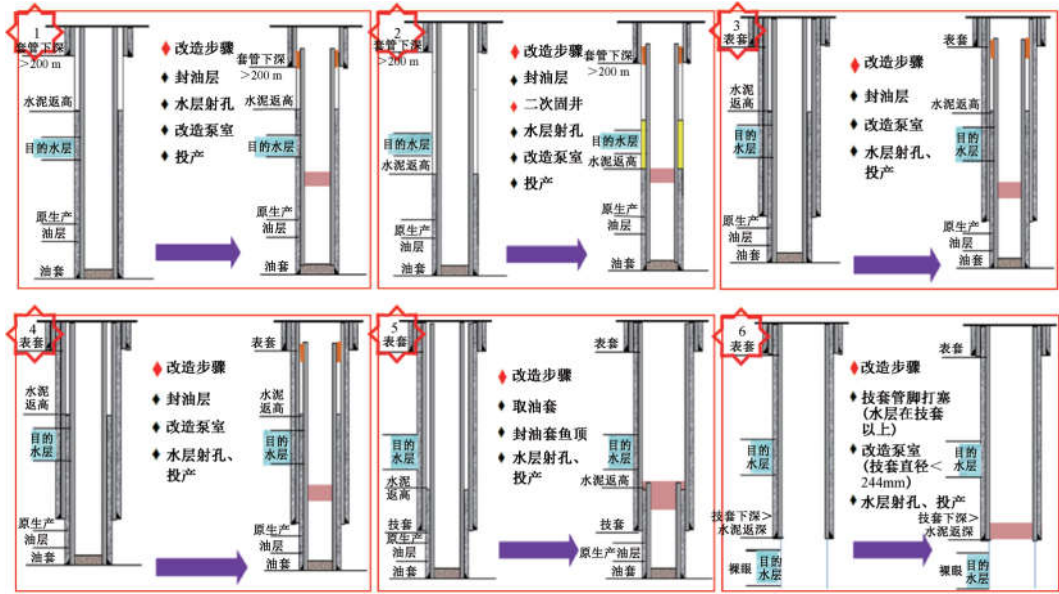 1
套管下深
>200 m
水泥返高
目的水层
原生产
油层
油套
改造步骤
封油层
水层射孔
改造泵室
投产
套管下深
>200 m
水泥返高
目的水层
原生产
油层
油套
2
套管下深
>200 m
目的水层
水泥返高
原生产
油层
油套
改造步骤
封油层
二次固井
水层射孔
改造泵室
投产
套管下深
>200 m
目的水层
水泥返高
原生产
油层
油套
3
表套
水泥
返高
目的
水层
原生产
油层
油套
改造步骤
封油层
改造泵室
水层射孔、
投产
表套
水泥返高
目的
水层
原生产
油层
油套
4
表套
水泥
返高
目的
水层
原生产
油层
油套
改造步骤
封油层
改造泵室
水层射孔、
投产
表套
水泥
返高
目的
水层
原生产
油层
油套
5
表套
目的
水层
水泥
返高
技套
原生产
油层
油套
改造步骤
取油套
封油套鱼顶
水层射孔、
投产
表套
目的
水层
水泥返高
技套
原生产油层
油套
6
表套
目的
水层
技套下深>
水泥返深
裸眼
目的
水层
改造步骤
技套管脚打塞
(水层在技套
以上)
改造泵室
(技套直径<
244mm)
水层射孔、投产
表套
目的
水层
技套下深>
水泥返深
裸眼
目的
水层